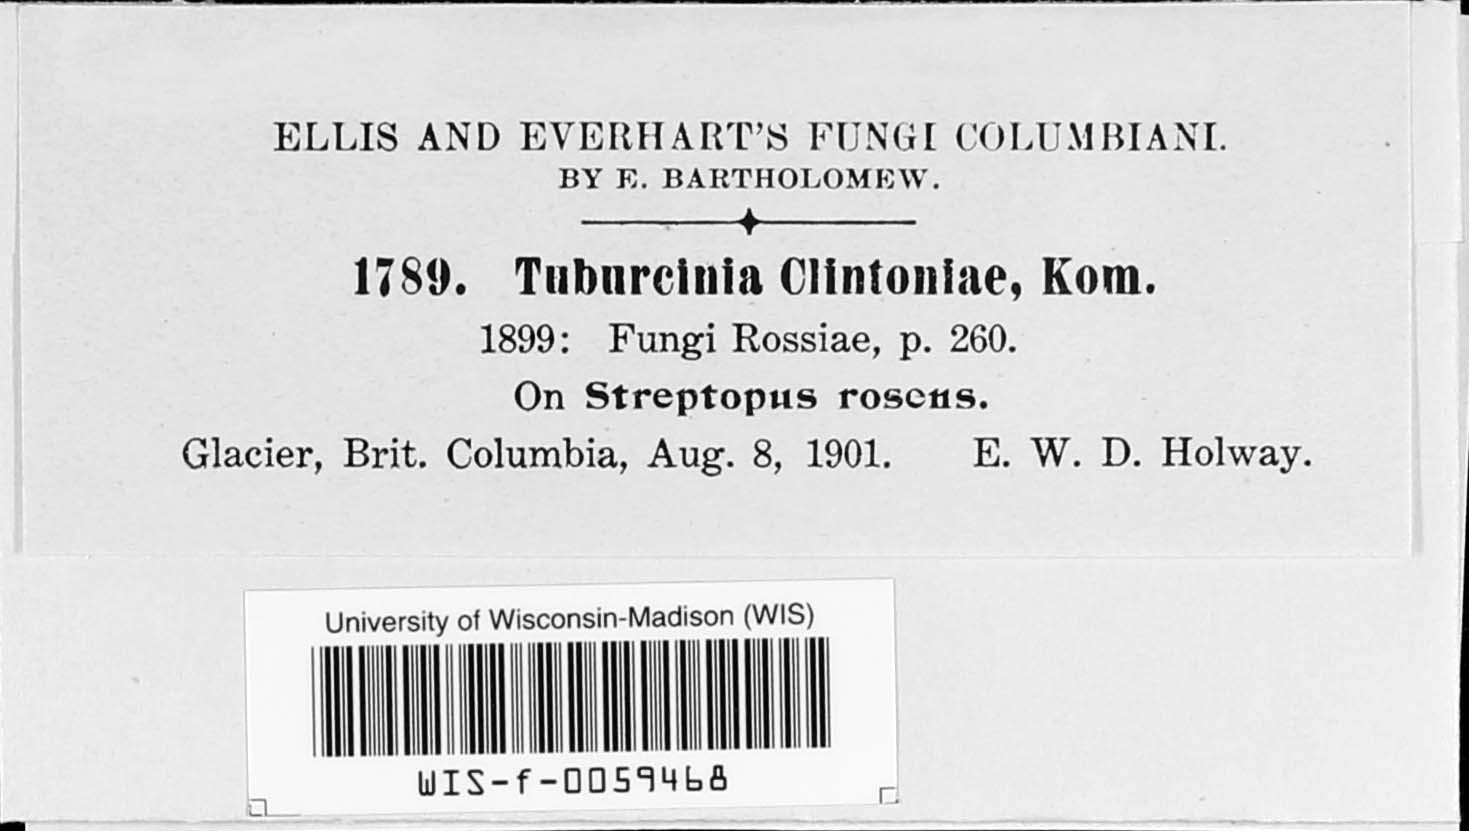 ELLIS AND EVERHART'S FUNGI COLUMBIANI.
BY E. BARTHOLOMEW.
1789. Tuburcinia Clintoniae, Kom.
1899: Fungi Rossiae, p. 260.
On Streptopus roseus.
Glacier, Brit. Columbia, Aug. 8, 1901. E. W. D. Holway.
University of Wisconsin-Madison (WIS)
WIS-f-0059468